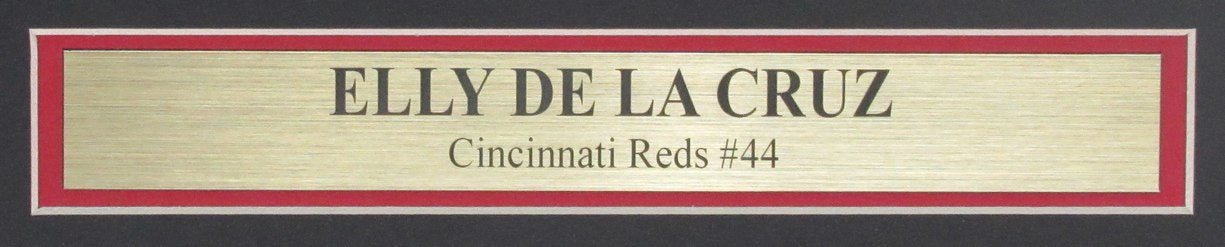 ELLY DE LA CRUZ
Cincinnati Reds #44